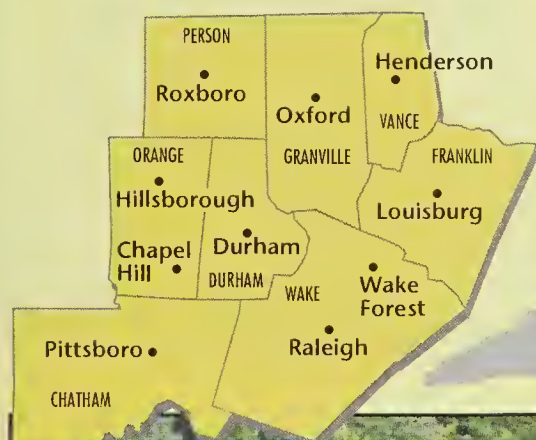 PERSON
Roxboro
Henderson
Oxford
VANCE
GRANVILLE
FRANKLIN
ORANGE
Hillsborough
Louisburg
Chapel
Hill
Durham
DURHAM
WAKE
Wake
Forest
Raleigh
Pittsboro
CHATHAM